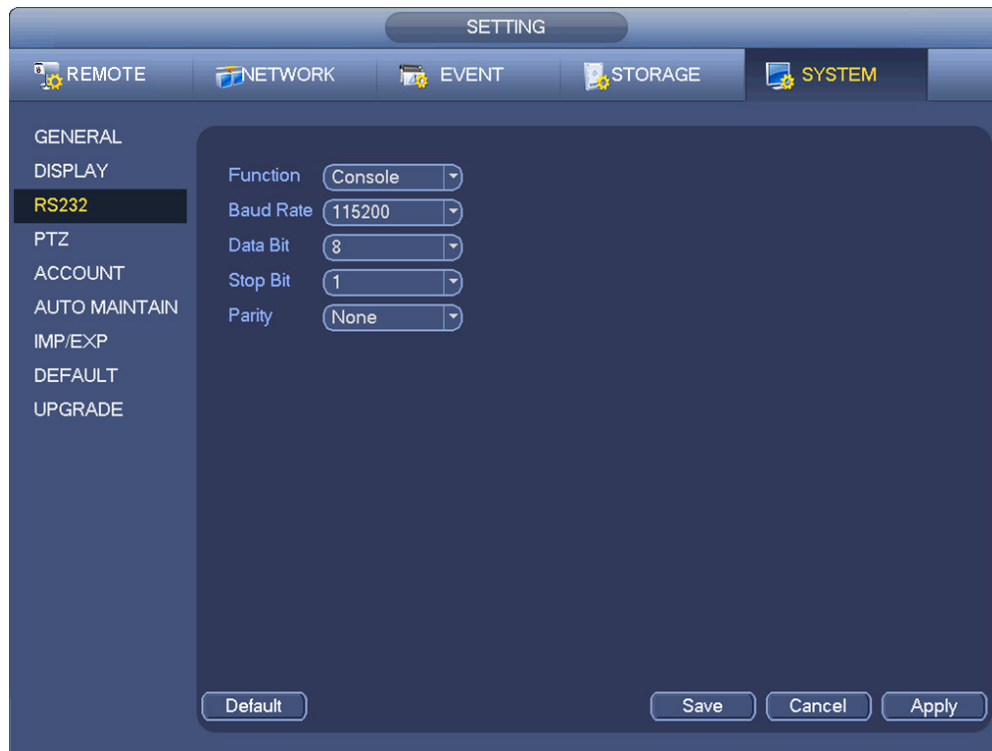 SETTING
REMOTE NETWORK EVENT STORAGE SYSTEM
GENERAL
DISPLAY
RS232
PTZ
ACCOUNT
AUTO MAINTAIN
IMP/EXP
DEFAULT
UPGRADE
Function Console
Baud Rate 115200
Data Bit 8
Stop Bit 1
Parity None
Default Save Cancel Apply